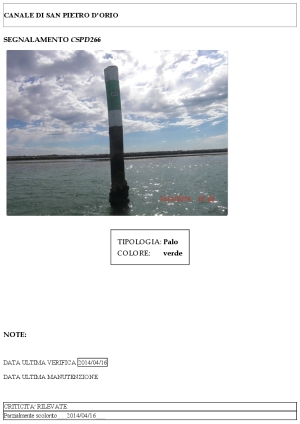 CANALE DI SAN PIETRO D'ORIO
SEGNALAMENTO CSPD266
TIPOLOGIA: Palo
COLORE: verde
NOTE:
DATA ULTIMA VERIFICA 2014/04/16
DATA ULTIMA MANUTENZIONE
CRITICITA' RILEVATE
Parzialmente scolorito 2014/04/16